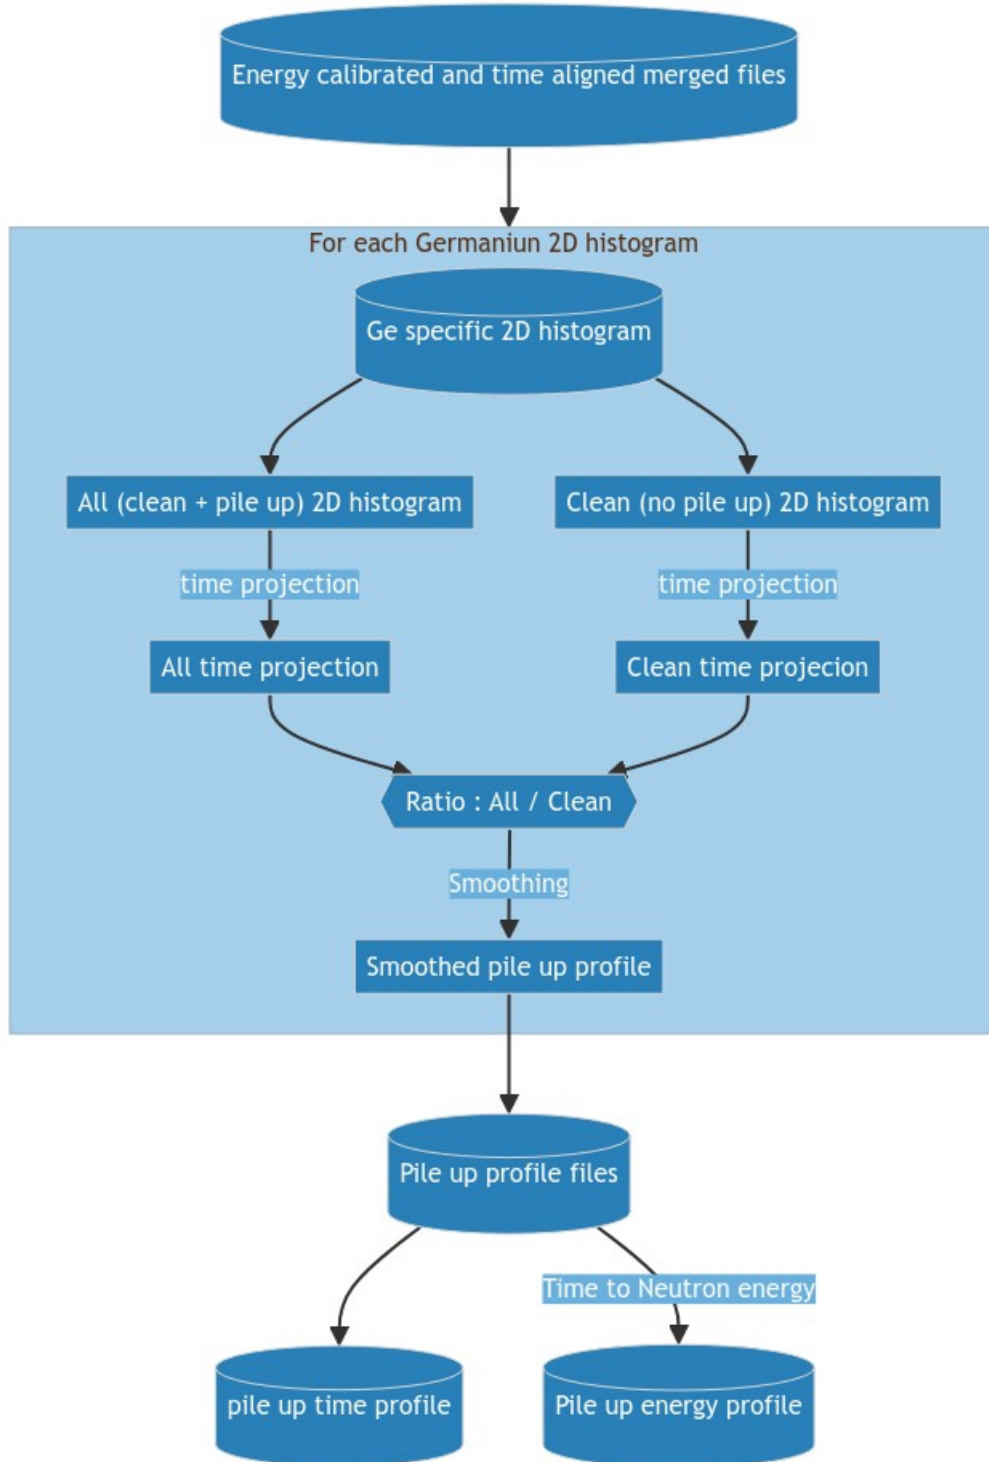 Energy calibrated and time aligned merged files
For each Germaniun 2D histogram
Ge specific 2D histogram
All (clean + pile up) 2D histogram
Clean (no pile up) 2D histogram
time projection
time projection
All time projection
Clean time projecion
Ratio : All / Clean
Smoothing
Smoothed pile up profile
Pile up profile files
Time to Neutron energy
pile up time profile
Pile up energy profile